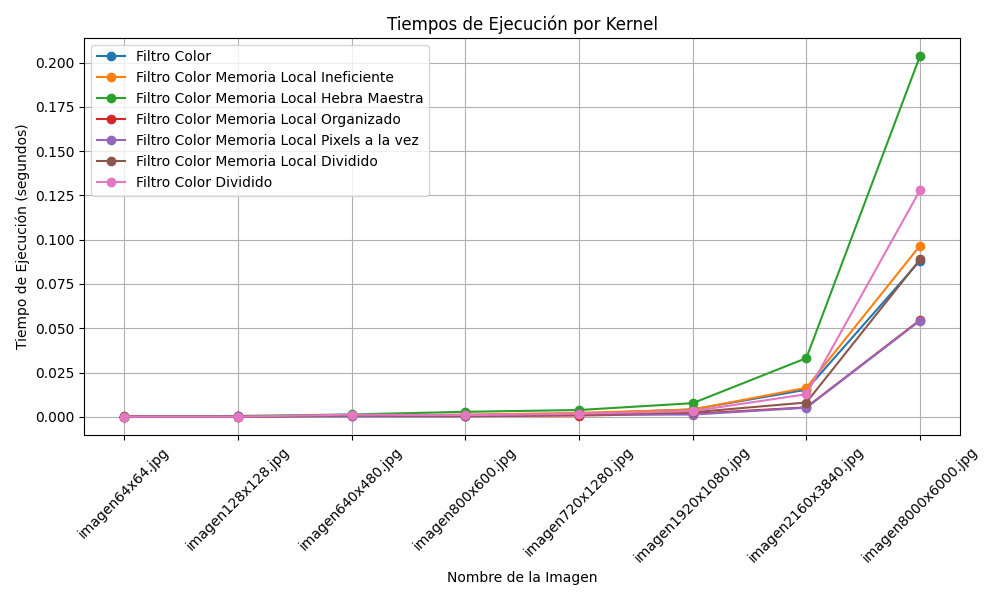 Tiempos de Ejecución por Kernel
Filtro Color
Filtro Color Memoria Local Ineficiente
Filtro Color Memoria Local Hebra Maestra
Filtro Color Memoria Local Organizado
Filtro Color Memoria Local Pixels a la vez
Filtro Color Memoria Local Dividido
Filtro Color Dividido
Tiempo de Ejecución (segundos)
0.200
0.175
0.150
0.125
0.100
0.075
0.050
0.025
0.000
imagen64x64.jpg
imagen128x128.jpg
imagen640x480.jpg
imagen800x600.jpg
imagen720x1280.jpg
imagen1920x1080.jpg
imagen2160x3840.jpg
imagen8000x6000.jpg
Nombre de la Imagen